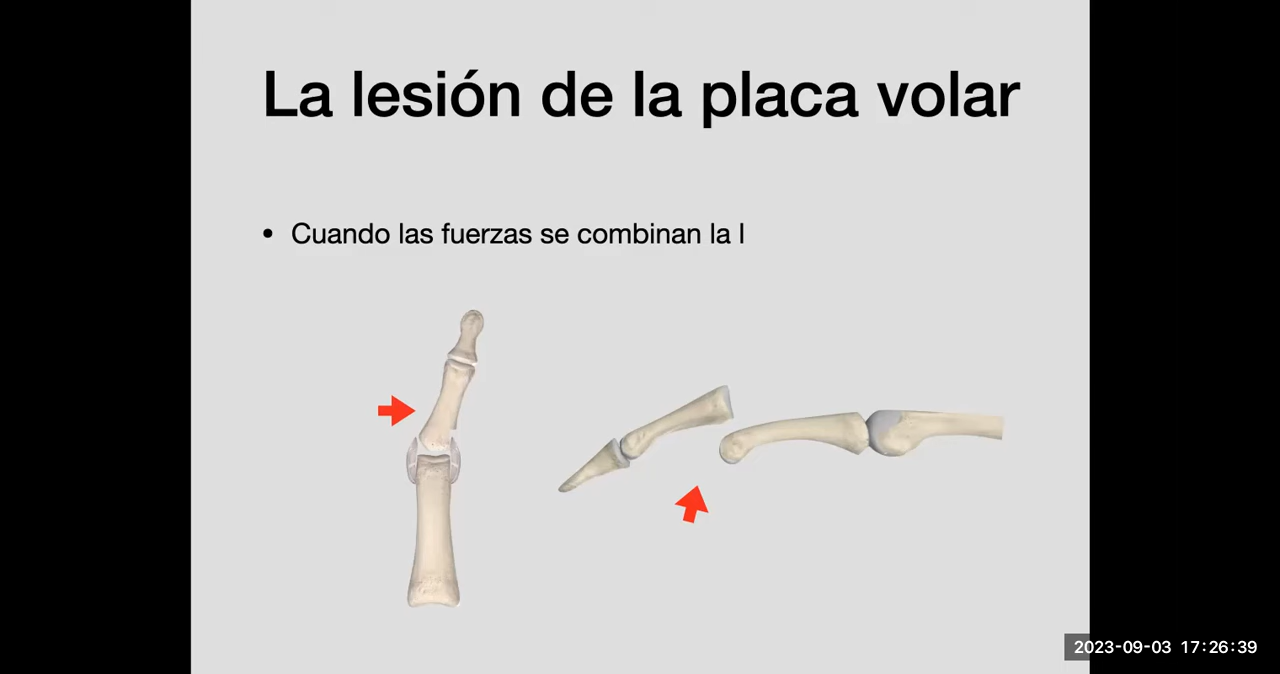 La lesión de la placa volar
• Cuando las fuerzas se combinan la l
2023-09-03 17:26:39